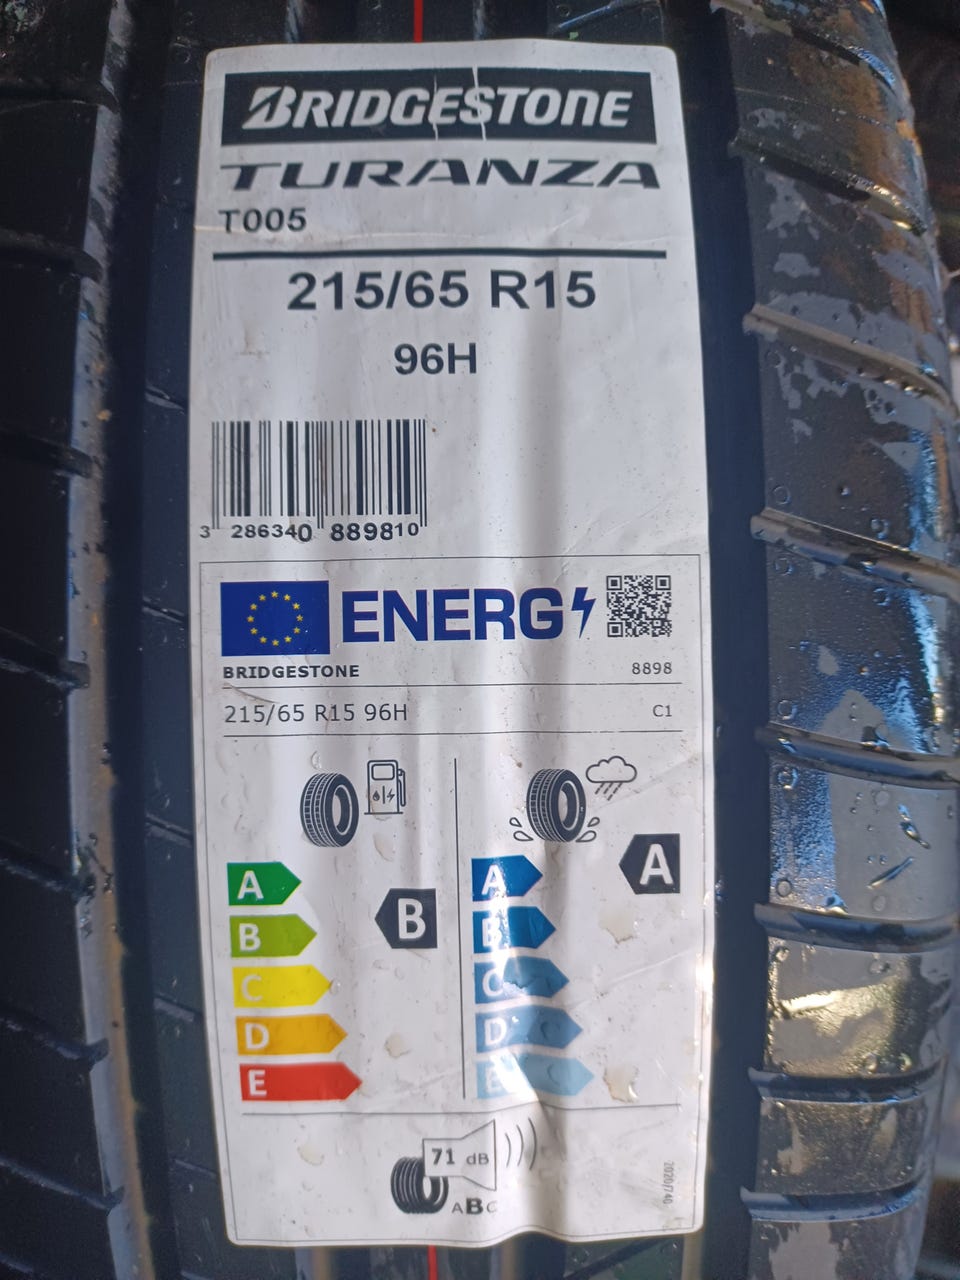 BRIDGESTONE
TURANZA
T005
215/65 R15
96H
3 286340 889810
ENERG
BRIDGESTONE 8898
215/65 R15 96H C1
A A
A
B B
B
C C
D D
E E
71 dB
ABC
2020/740